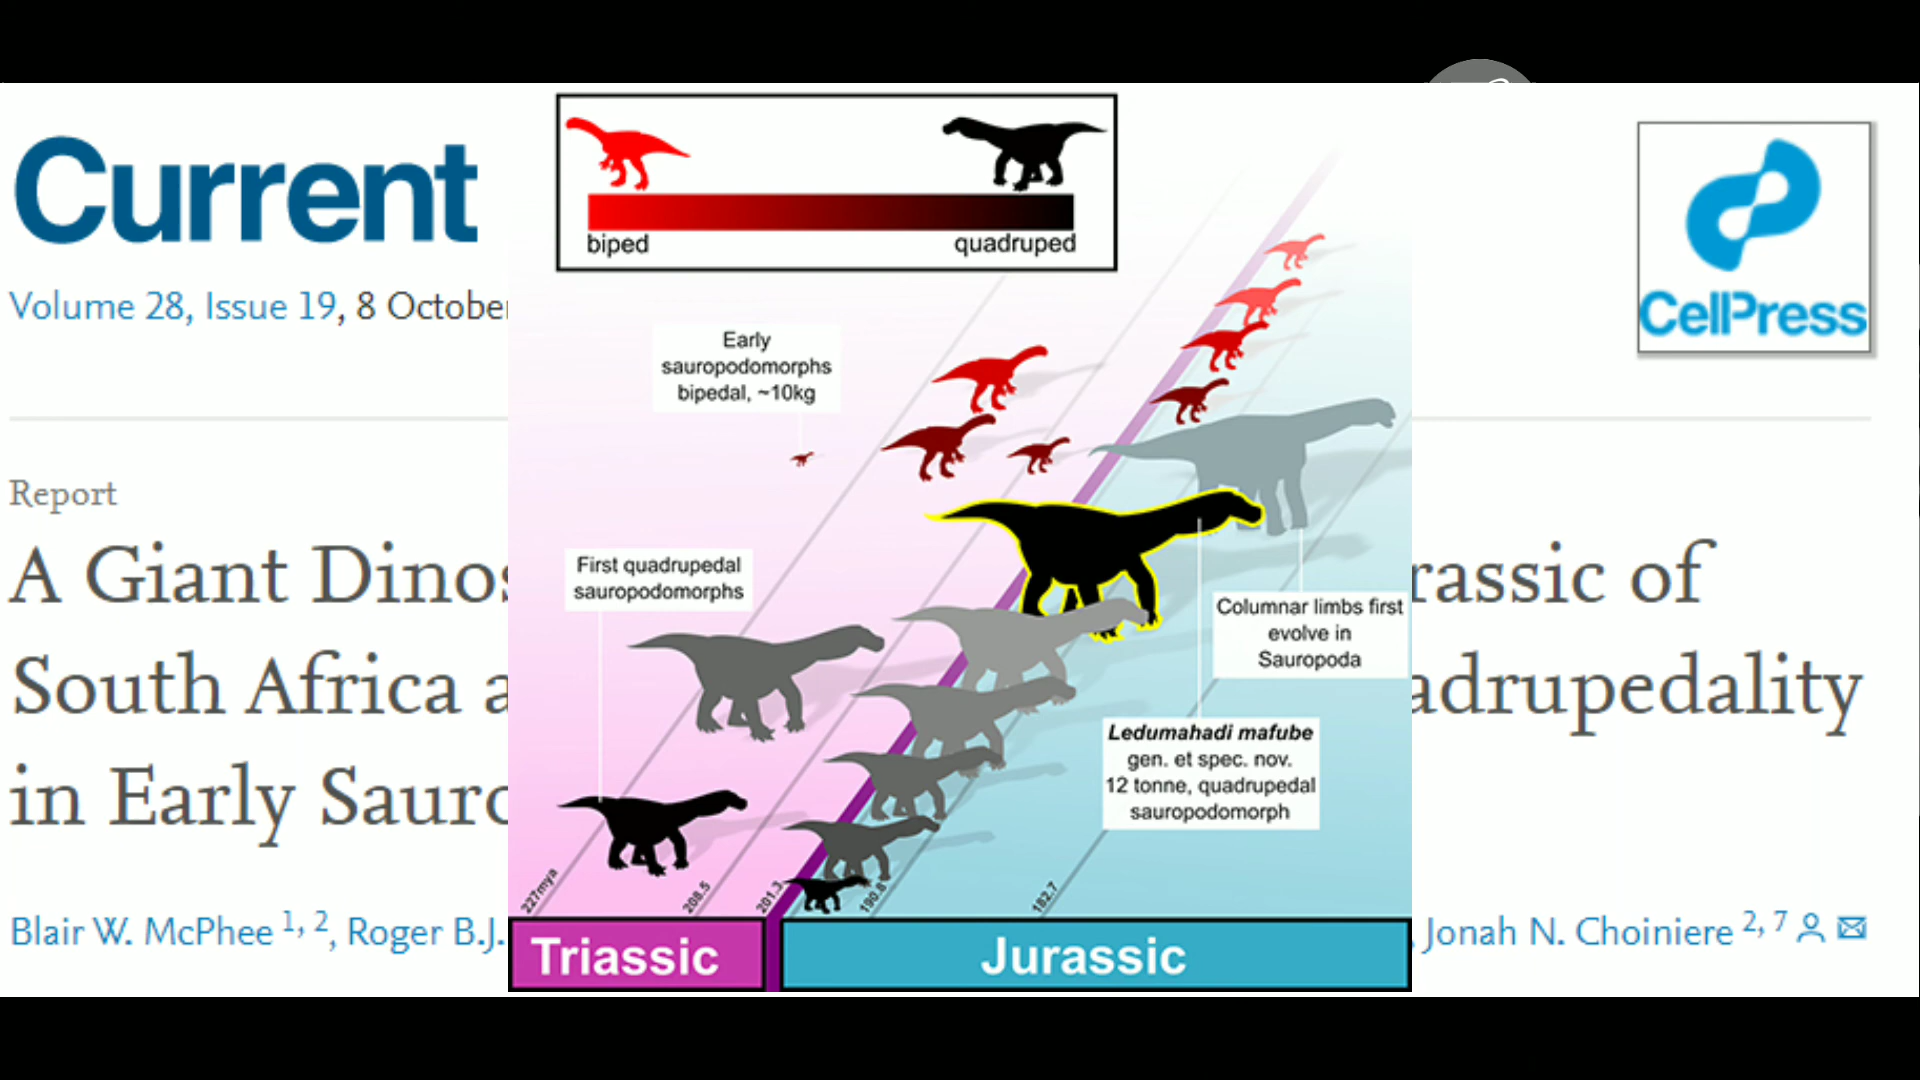 Current
Volume 28, Issue 19, 8 October
CellPress
Report
A Giant Dinos
rassic of
South Africa a
adrupedality
in Early Sauro
Blair W. McPhee 1, 2, Roger B.J.
, Jonah N. Choiniere 2, 7
biped
quadruped
Early
sauropodomorphs
bipedal, ~10kg
First quadrupedal
sauropodomorphs
Columnar limbs first
evolve in
Sauropoda
Ledumahadi mafube
gen. et spec. nov.
12 tonne, quadrupedal
sauropodomorph
227mya
208.5
201.3
190.8
182.7
Triassic
Jurassic